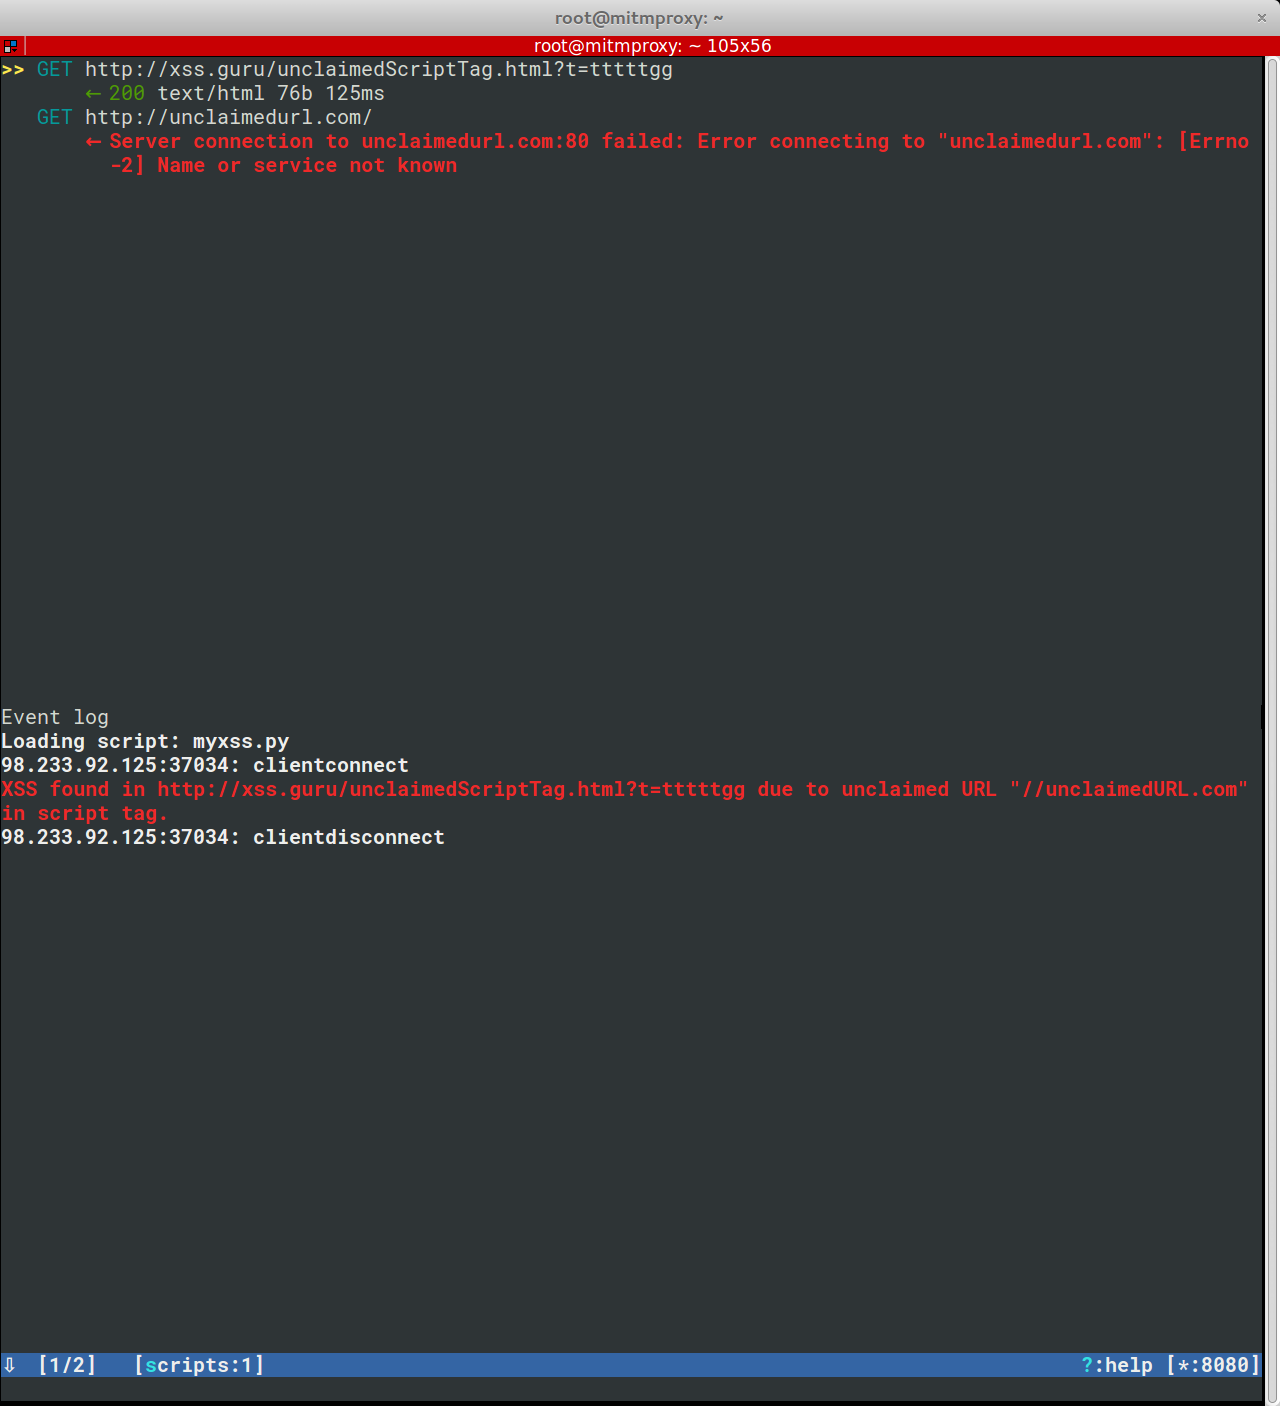 root@mitmproxy: ~
root@mitmproxy: ~ 105x56
>> GET http://xss.guru/unclaimedScriptTag.html?t=tttttgg
← 200 text/html 76b 125ms
GET http://unclaimedurl.com/
← Server connection to unclaimedurl.com:80 failed: Error connecting to "unclaimedurl.com": [Errno
-2] Name or service not known
Event log
Loading script: myxss.py
98.233.92.125:37034: clientconnect
XSS found in http://xss.guru/unclaimedScriptTag.html?t=tttttgg due to unclaimed URL "//unclaimedURL.com"
in script tag.
98.233.92.125:37034: clientdisconnect
⇩ [1/2] [scripts:1] ?:help [*:8080]